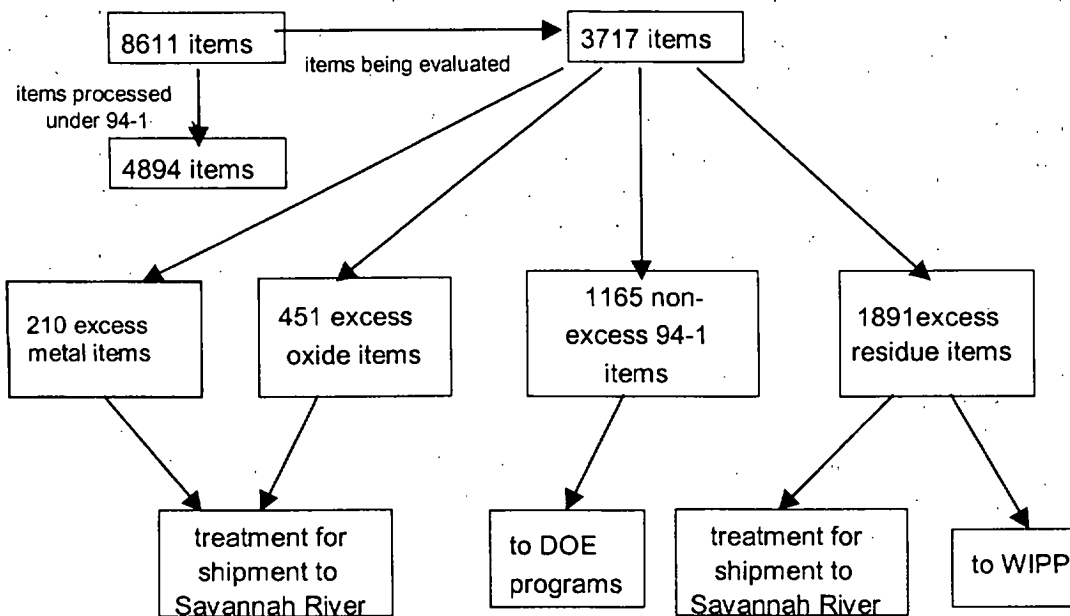 8611 items
3717 items
items being evaluated
items processed
under 94-1
4894 items
210 excess
metal items
451 excess
oxide items
1165 non-
excess 94-1
items
1891excess
residue items
treatment for
shipment to
Savannah River
to DOE
programs
treatment for
shipment to
Savannah River
to WIPP